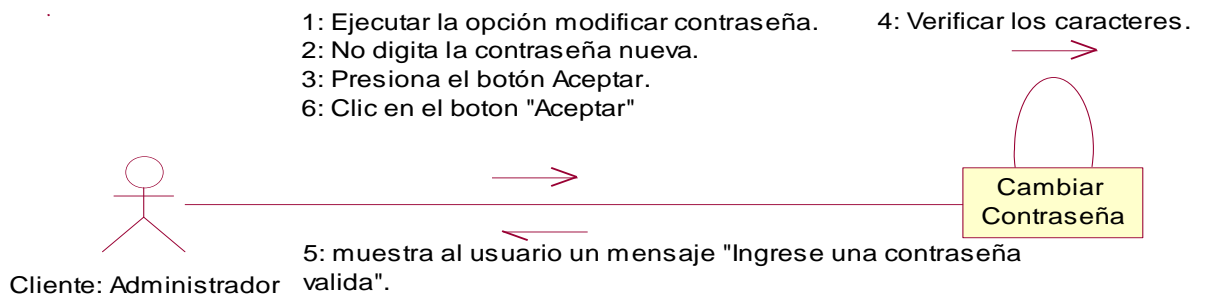 1: Ejecutar la opción modificar contraseña.
2: No digita la contraseña nueva.
3: Presiona el botón Aceptar.
6: Clic en el boton "Aceptar"
4: Verificar los caracteres.
Cambiar
Contraseña
5: muestra al usuario un mensaje "Ingrese una contraseña
valida".
Cliente: Administrador